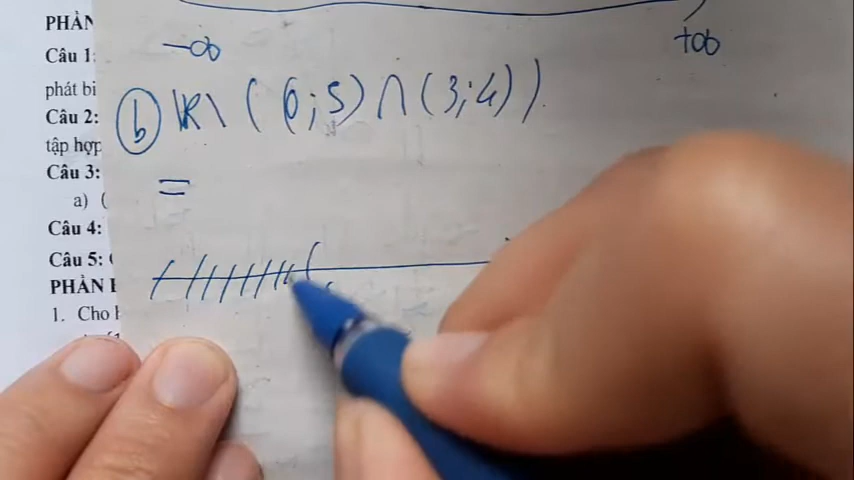 PHẦN
Câu 1:
phát bi
Câu 2:
tập hợp
Câu 3:
a) (
Câu 4:
Câu 5:
PHẦN
1. Cho
−∞ +∞
b) ℝ\ ( (0;5) ∩ (3;4) )
=